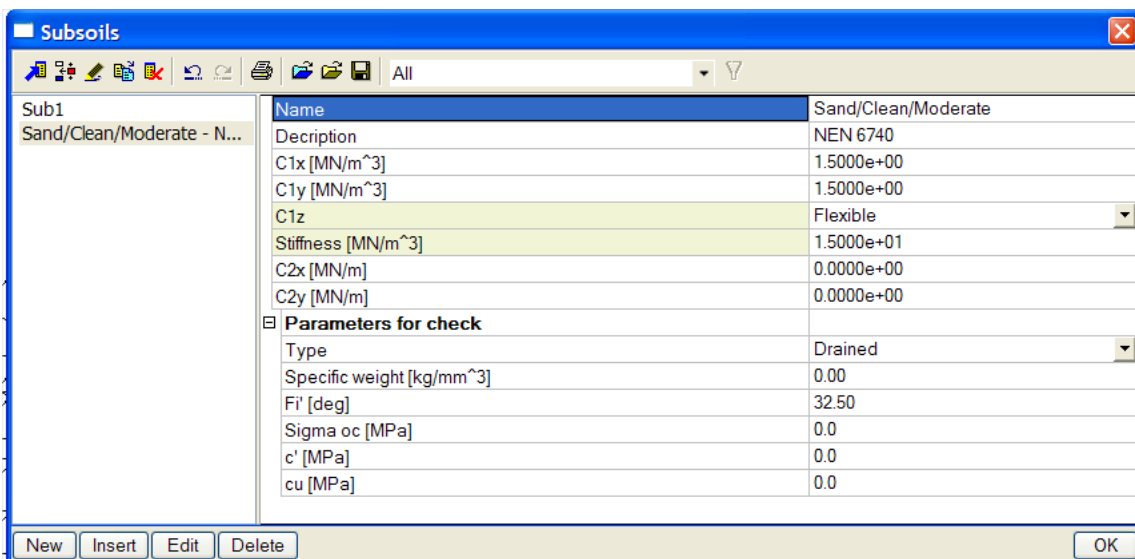 Subsoils
All
Sub1
Sand/Clean/Moderate - N...
Name Sand/Clean/Moderate
Decription NEN 6740
C1x [MN/m^3] 1.5000e+00
C1y [MN/m^3] 1.5000e+00
C1z Flexible
Stiffness [MN/m^3] 1.5000e+01
C2x [MN/m] 0.0000e+00
C2y [MN/m] 0.0000e+00
Parameters for check
Type Drained
Specific weight [kg/mm^3] 0.00
Fi' [deg] 32.50
Sigma oc [MPa] 0.0
c' [MPa] 0.0
cu [MPa] 0.0
New Insert Edit Delete OK